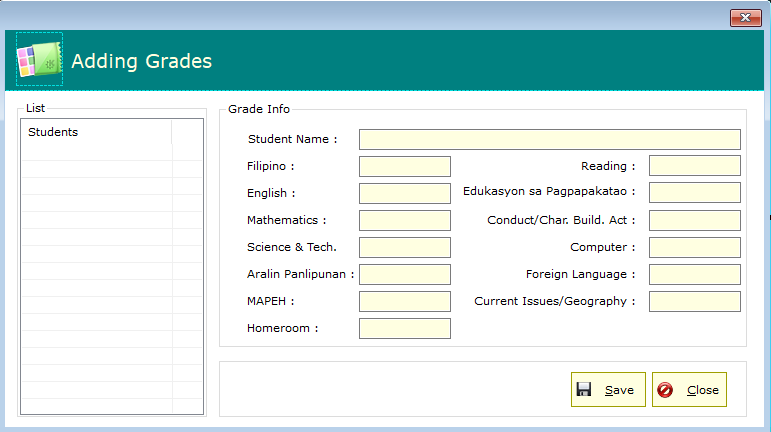 Adding Grades
List
Students
Grade Info
Student Name :
Filipino :
English :
Mathematics :
Science & Tech.
Aralin Panlipunan :
MAPEH :
Homeroom :
Reading :
Edukasyon sa Pagpapakatao :
Conduct/Char. Build. Act :
Computer :
Foreign Language :
Current Issues/Geography :
Save
Close